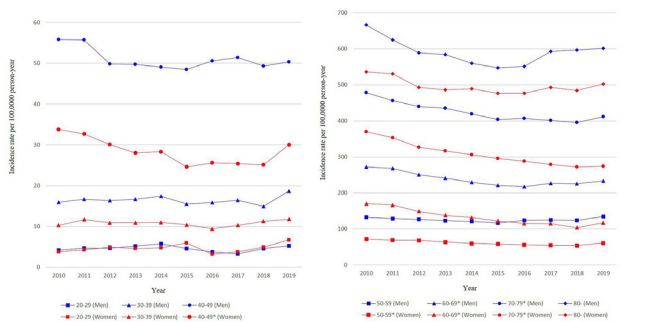 60
50
40
30
20
10
0
Incidence rate per 100,0000 person-year
2010 2011 2012 2013 2014 2015 2016 2017 2018 2019
Year
20-29 (Men) 30-39 (Men) 40-49 (Men)
20-29 (Women) 30-39 (Women) 40-49* (Women)
700
600
500
400
300
200
100
0
Incidence rate per 100,0000 person-year
2010 2011 2012 2013 2014 2015 2016 2017 2018 2019
Year
50-59 (Men) 60-69* (Men) 70-79* (Men) 80- (Men)
50-59* (Women) 60-69* (Women) 70-79* (Women) 80- (Women)